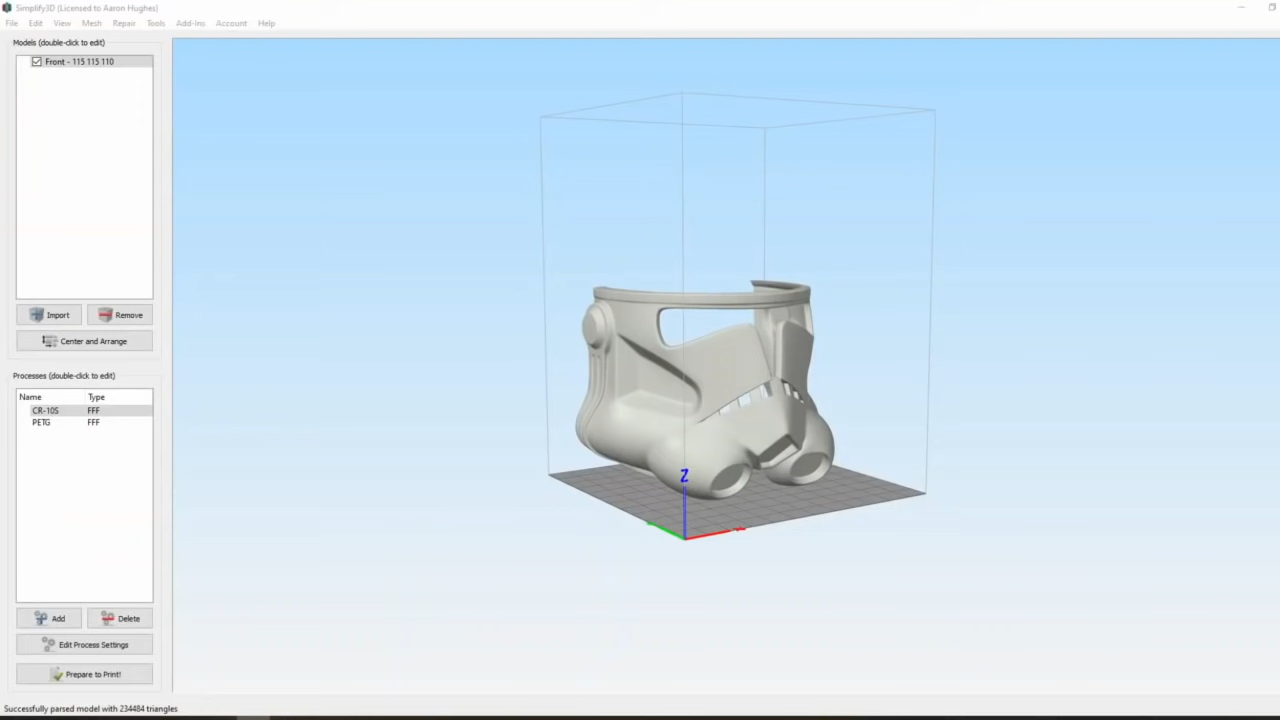 Simplify3D (Licensed to Aaron Hughes)
File Edit View Mesh Repair Tools Add-Ins Account Help
Models (double-click to edit)
Front - 115 115 110
Import Remove
Center and Arrange
Processes (double-click to edit)
Name Type
CR-10S FFF
PETG FFF
Add Delete
Edit Process Settings
Prepare to Print!
Z
Successfully parsed model with 234484 triangles